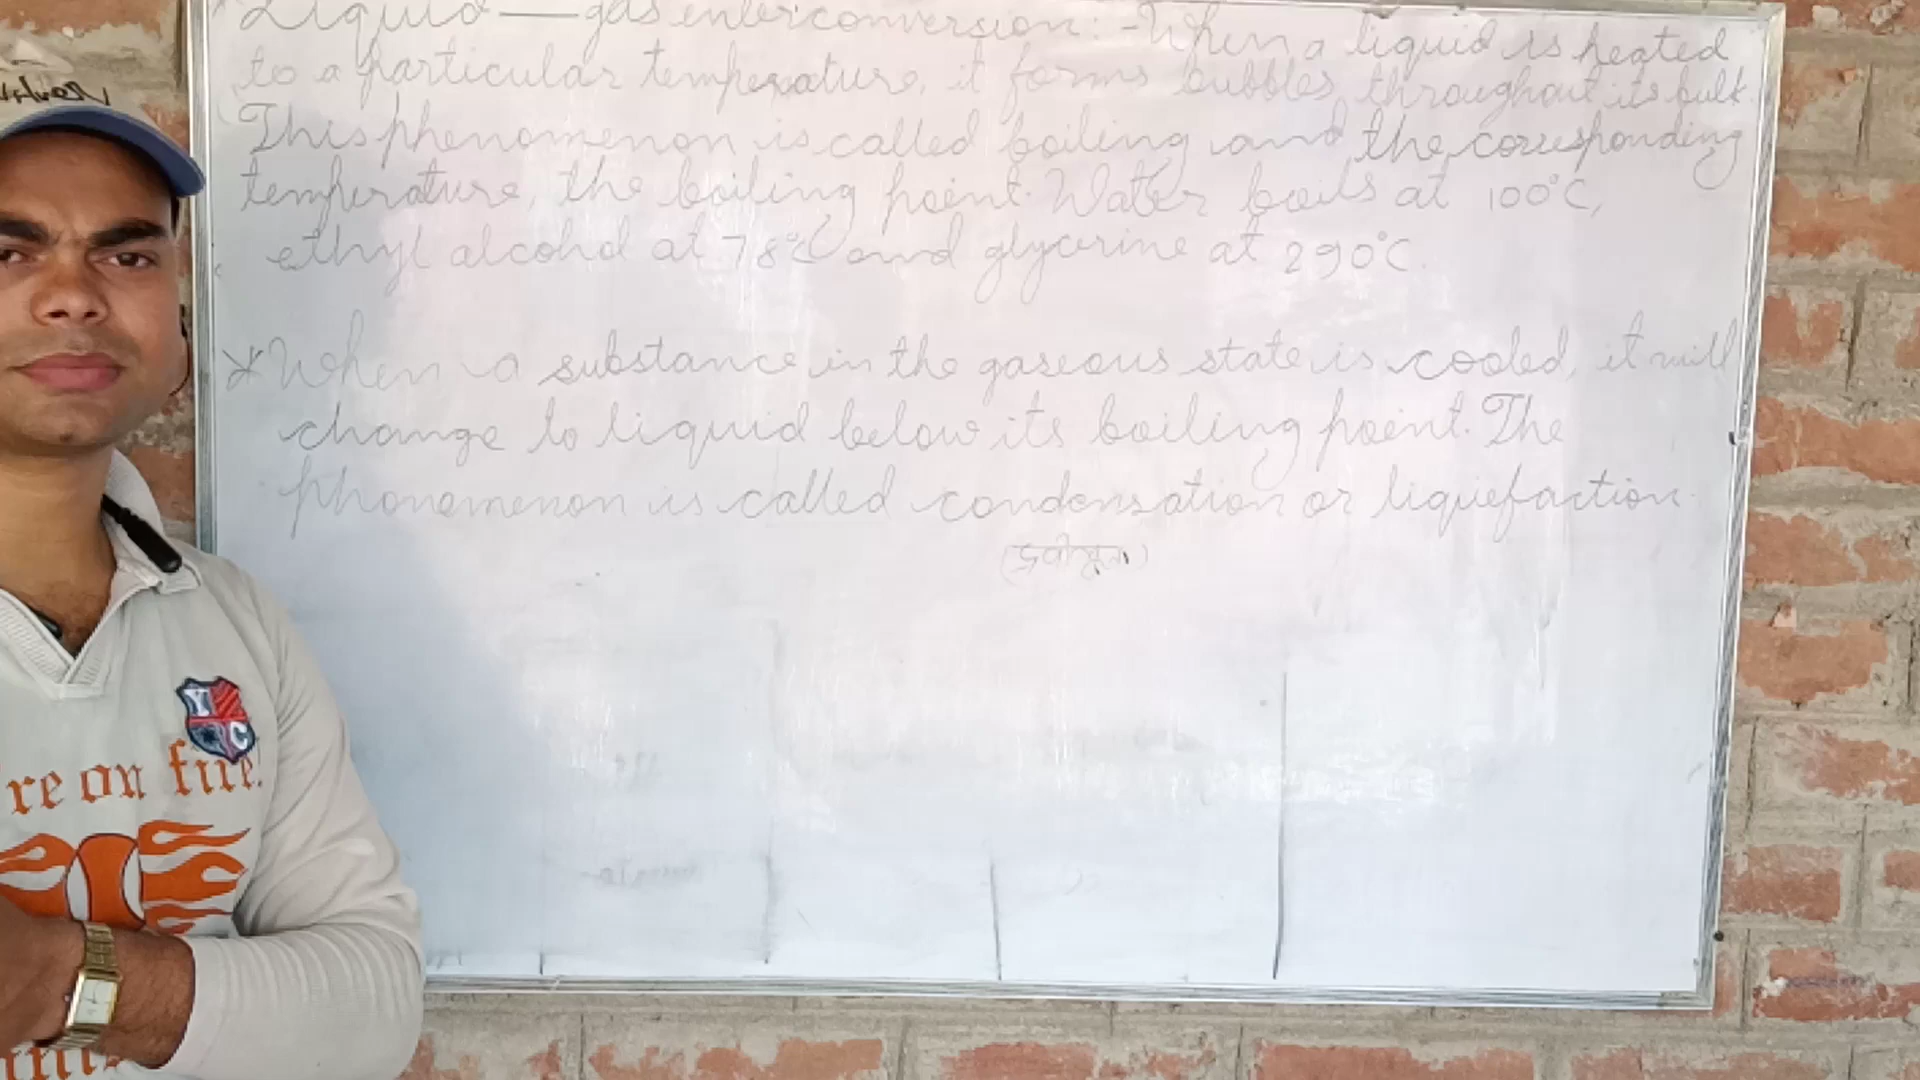 Liquid — gas enterconversion: - When a liquid is heated
to a particular temperature, it forms bubbles throughout its bulk.
This phenomenon is called boiling and the corresponding
temperature, the boiling point. Water boils at 100°C,
ethyl alcohol at 78°C and glycerine at 290°C.
When a substance in the gaseous state is cooled, it will
change to liquid below its boiling point. The
phonomenon is called condensation or liquefaction.
're on fire.